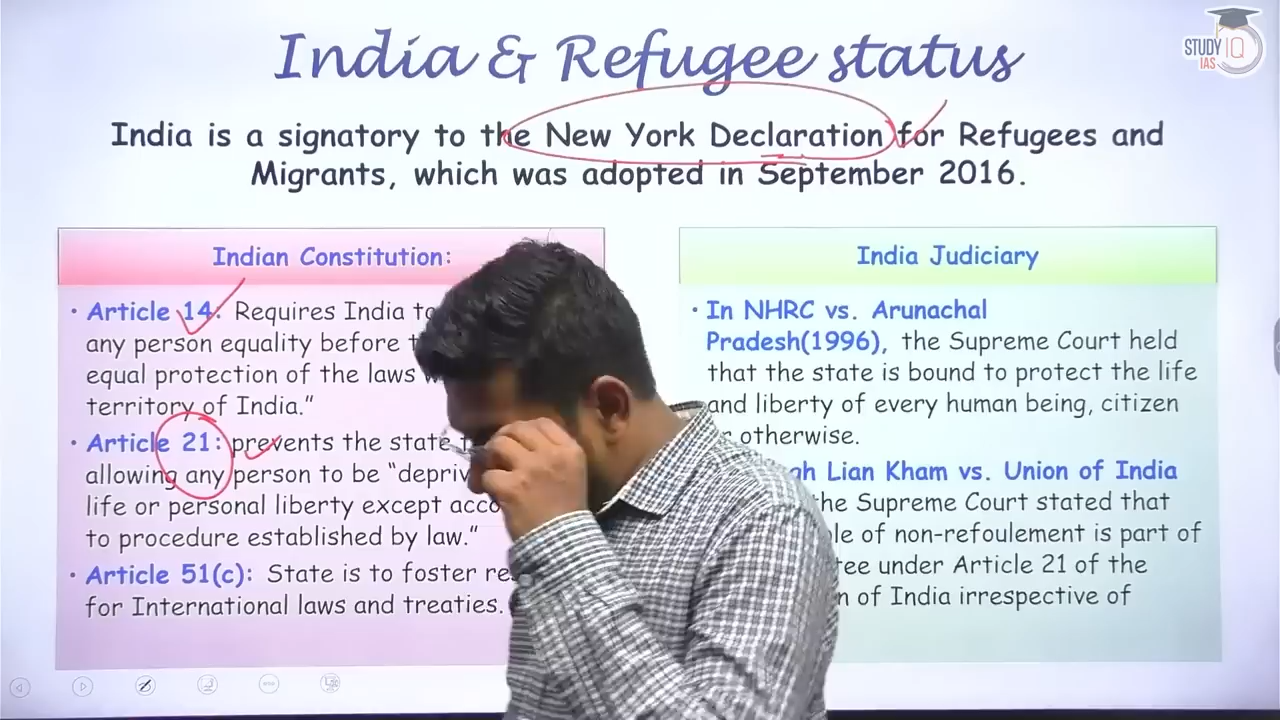 India & Refugee status
STUDY IQ
IAS
India is a signatory to the New York Declaration for Refugees and
Migrants, which was adopted in September 2016.
Indian Constitution:
• Article 14: Requires India to
any person equality before
equal protection of the laws
territory of India.”
• Article 21: prevents the state
allowing any person to be
life or personal liberty except
to procedure established by law.”
• Article 51(c): State is to foster
for International laws and treaties.
India Judiciary
• In NHRC vs. Arunachal
Pradesh(1996), the Supreme Court held
that the state is bound to protect the life
and liberty of every human being, citizen
otherwise.
Lian Kham vs. Union of India
the Supreme Court stated that
of non-refoulement is part of
under Article 21 of the
of India irrespective of